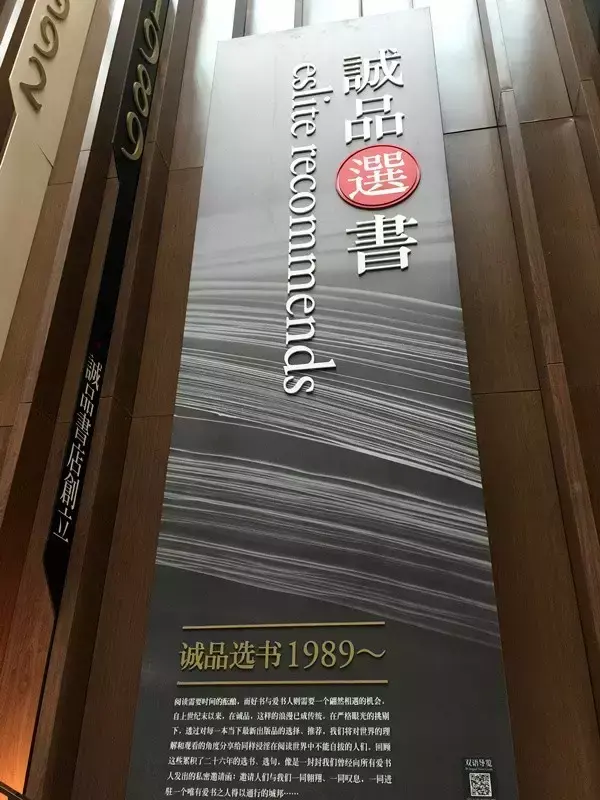 1992
1989
誠品書店創立
誠品選書
eslite recommends
诚品选书1989～
阅读需要时间的酝酿，而好书与爱书人则需要一个翩然相遇的机会。
自上世纪末以来，在诚品，这样的浪漫已成传统。在严格眼光的挑剔
下，透过对每一本当下最新出版品的选择、推荐，我们将对世界的理
解和观看的角度分享给同样浸淫在阅读世界中不能自拔的人们。回顾
这些累积了二十六年的选书、选句，像是一封封我们曾经向所有爱书
人发出的私密邀请函：邀请人们与我们一同翱翔、一同叹息，一同进
驻一个唯有爱书之人得以通行的城邦……
双语导览